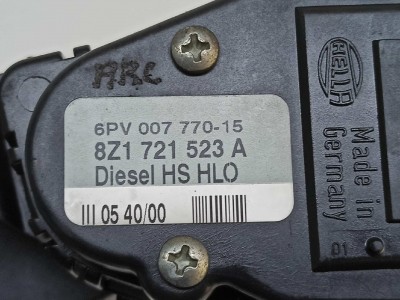 ARC
6PV 007 770-15
8Z1 721 523 A
Diesel HS HLO
III 05 40/00
HELLA
Made in
Germany
01